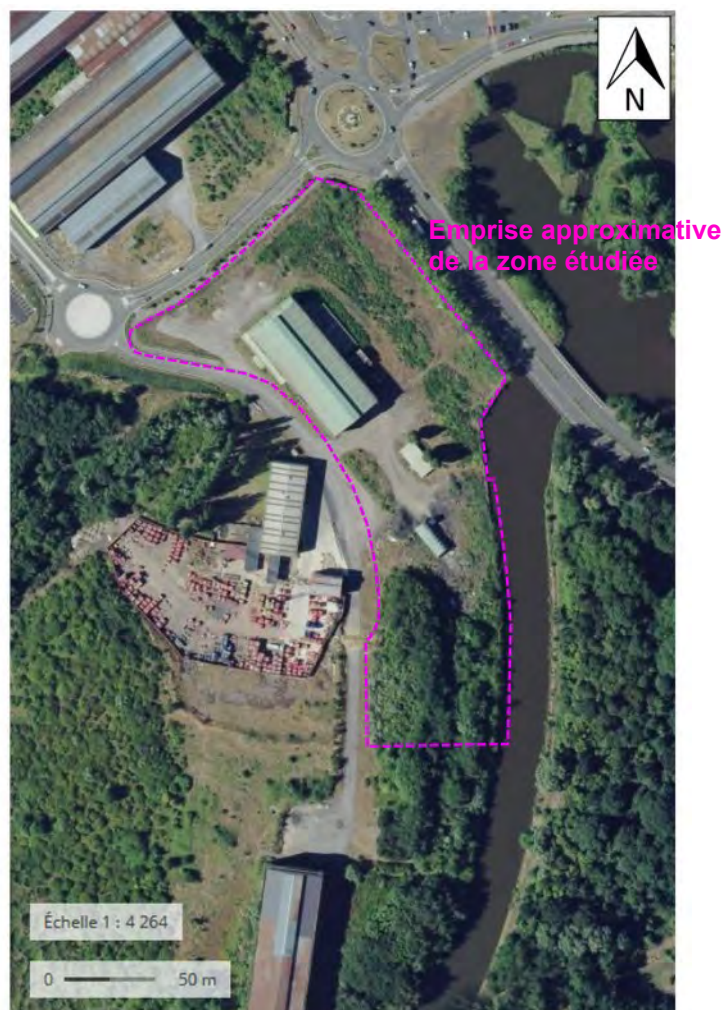 N
Emprise approximative
de la zone étudiée
Échelle 1 : 4 264
0 50 m